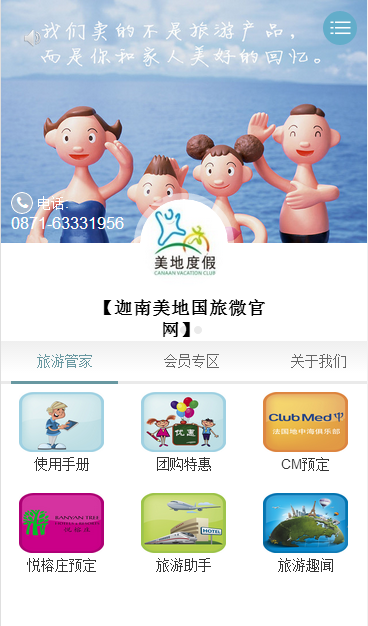 我们卖的不是旅游产品,
而是你和家人美好的回忆。
电话:
0871-63331956
美地度假
CANAAN VACATION CLUB
【迦南美地国旅微官
网】
旅游管家 会员专区 关于我们
优惠
Club Med
法国地中海俱乐部
使用手册 团购特惠 CM预定
BANYAN TREE
HOTEL
悦榕庄预定 旅游助手 旅游趣闻